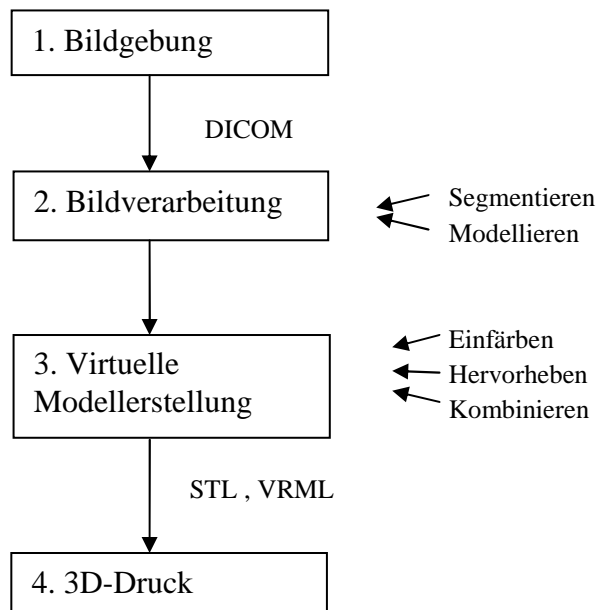 1. Bildgebung
DICOM
2. Bildverarbeitung
Segmentieren
Modellieren
3. Virtuelle
Modellerstellung
Einfärben
Hervorheben
Kombinieren
STL , VRML
4. 3D-Druck